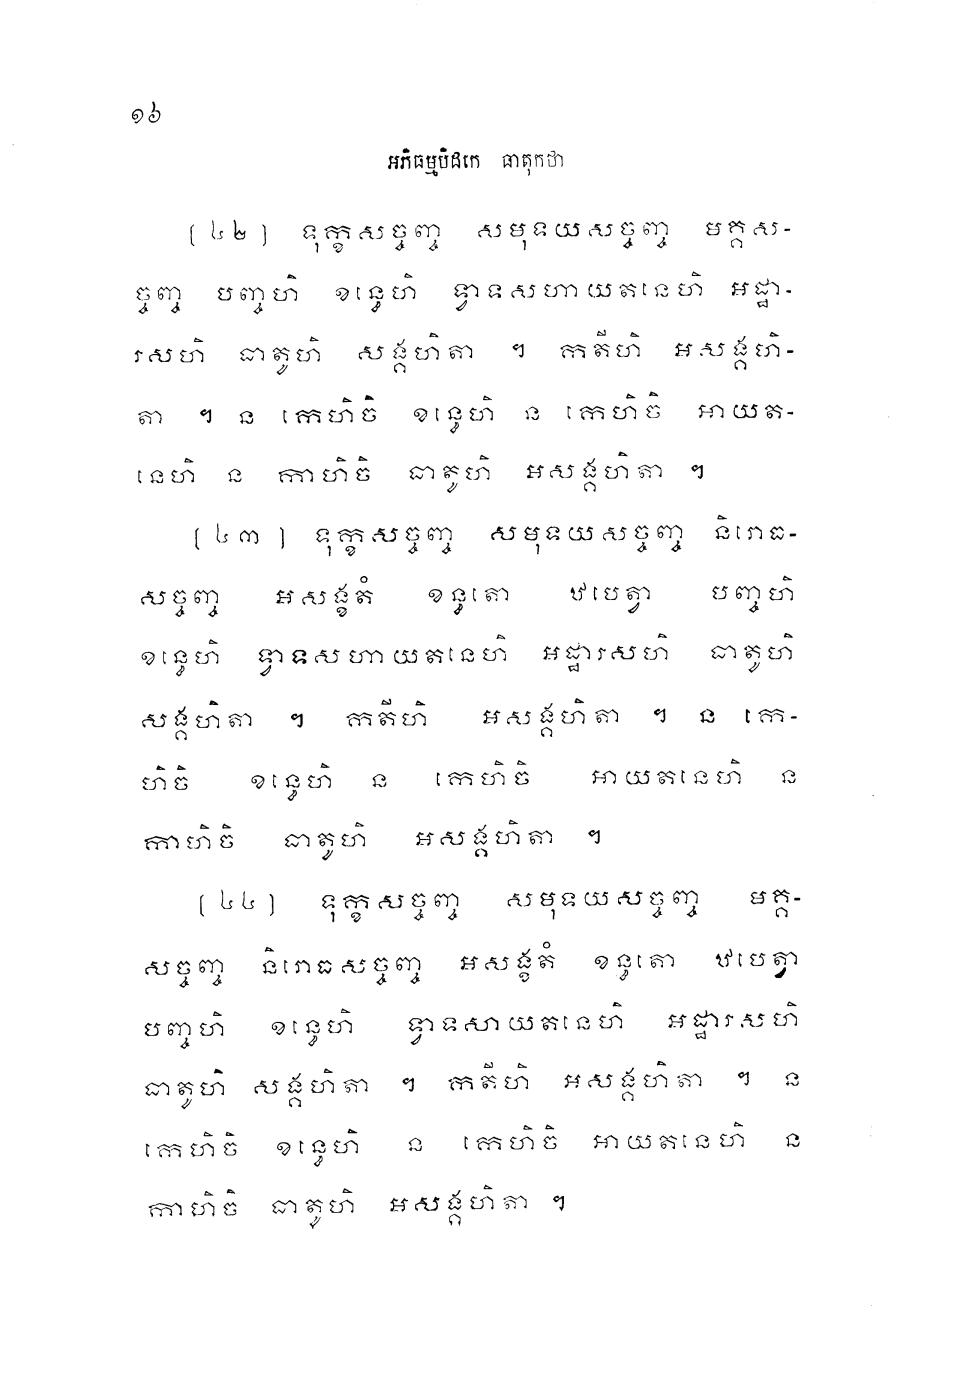 ១៦
អភិធម្មបិដកេ ធាតុកថា
[៤២] ទុក្ខសច្ចញ្ច សមុទយសច្ចញ្ច មគ្គស-
ច្ចញ្ច បញ្ចហិ ខន្ធេហិ ទ្វាទសហាយតនេហិ អដ្ឋា-
រសហិ ធាតូហិ សង្គហិតា ។ កតីហិ អសង្គហិ-
តា ។ ន កេហិចិ ខន្ធេហិ ន កេហិចិ អាយត-
នេហិ ន កាហិចិ ធាតូហិ អសង្គហិតា ។
[៤៣] ទុក្ខសច្ចញ្ច សមុទយសច្ចញ្ច និរោធ-
សច្ចញ្ច អសង្ខតំ ខន្ធតោ ឋបេត្វា បញ្ចហិ
ខន្ធេហិ ទ្វាទសហាយតនេហិ អដ្ឋារសហិ ធាតូហិ
សង្គហិតា ។ កតីហិ អសង្គហិតា ។ ន កេ-
ហិចិ ខន្ធេហិ ន កេហិចិ អាយតនេហិ ន
កាហិចិ ធាតូហិ អសង្គហិតា ។
[៤៤] ទុក្ខសច្ចញ្ច សមុទយសច្ចញ្ច មគ្គ-
សច្ចញ្ច និរោធសច្ចញ្ច អសង្ខតំ ខន្ធតោ ឋបេត្វា
បញ្ចហិ ខន្ធេហិ ទ្វាទសាយតនេហិ អដ្ឋារសហិ
ធាតូហិ សង្គហិតា ។ កតីហិ អសង្គហិតា ។ ន
កេហិចិ ខន្ធេហិ ន កេហិចិ អាយតនេហិ ន
កាហិចិ ធាតូហិ អសង្គហិតា ។